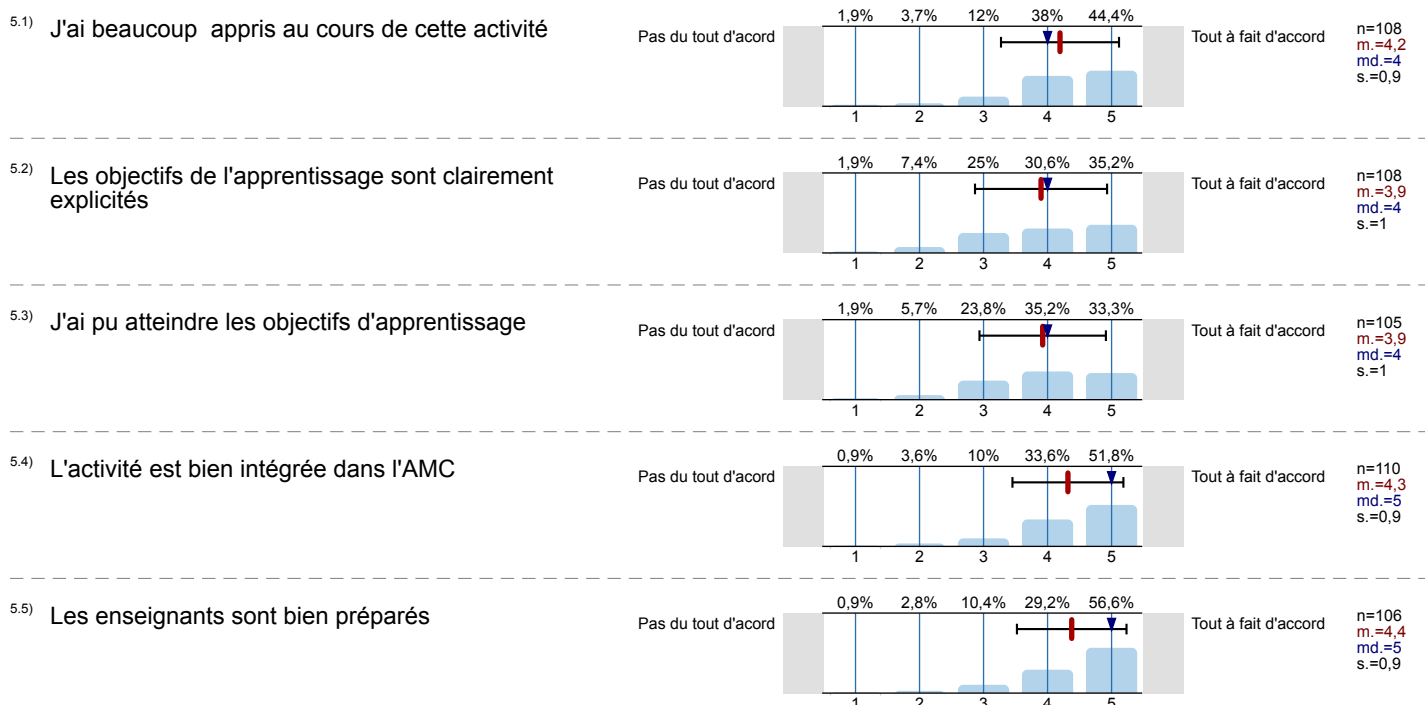 5.1) J'ai beaucoup appris au cours de cette activité
Pas du tout d'acord
1,9% 3,7% 12% 38% 44,4%
1 2 3 4 5
Tout à fait d'accord
n=108
m.=4,2
md.=4
s.=0,9
5.2) Les objectifs de l'apprentissage sont clairement
explicités
Pas du tout d'acord
1,9% 7,4% 25% 30,6% 35,2%
1 2 3 4 5
Tout à fait d'accord
n=108
m.=3,9
md.=4
s.=1
5.3) J'ai pu atteindre les objectifs d'apprentissage
Pas du tout d'acord
1,9% 5,7% 23,8% 35,2% 33,3%
1 2 3 4 5
Tout à fait d'accord
n=105
m.=3,9
md.=4
s.=1
5.4) L'activité est bien intégrée dans l'AMC
Pas du tout d'acord
0,9% 3,6% 10% 33,6% 51,8%
1 2 3 4 5
Tout à fait d'accord
n=110
m.=4,3
md.=5
s.=0,9
5.5) Les enseignants sont bien préparés
Pas du tout d'acord
0,9% 2,8% 10,4% 29,2% 56,6%
1 2 3 4 5
Tout à fait d'accord
n=106
m.=4,4
md.=5
s.=0,9